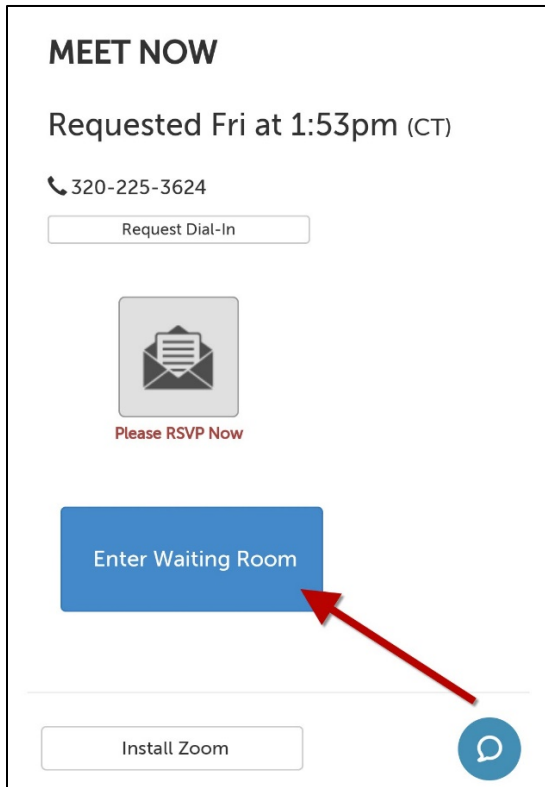 MEET NOW
Requested Fri at 1:53pm (CT)
320-225-3624
Request Dial-In
Please RSVP Now
Enter Waiting Room
Install Zoom